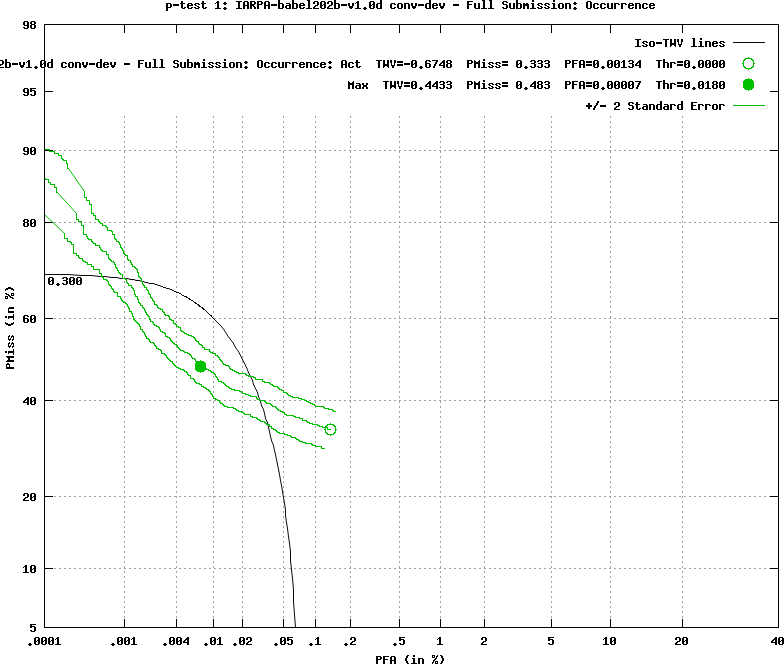 p-test 1: IARPA-babel202b-v1.0d conv-dev - Full Submission: Occurrence
Iso-TWV lines
2b-v1.0d conv-dev - Full Submission: Occurrence: Act TWV=-0.6748 PMiss= 0.333 PFA=0.00134 Thr=0.0000
Max TWV=0.4433 PMiss= 0.483 PFA=0.00007 Thr=0.0180
+/- 2 Standard Error
98
95
90
80
60
40
20
10
5
PMiss (in %)
0.300
.0001 .001 .004 .01 .02 .05 .1 .2 .5 1 2 5 10 20 40
PFA (in %)